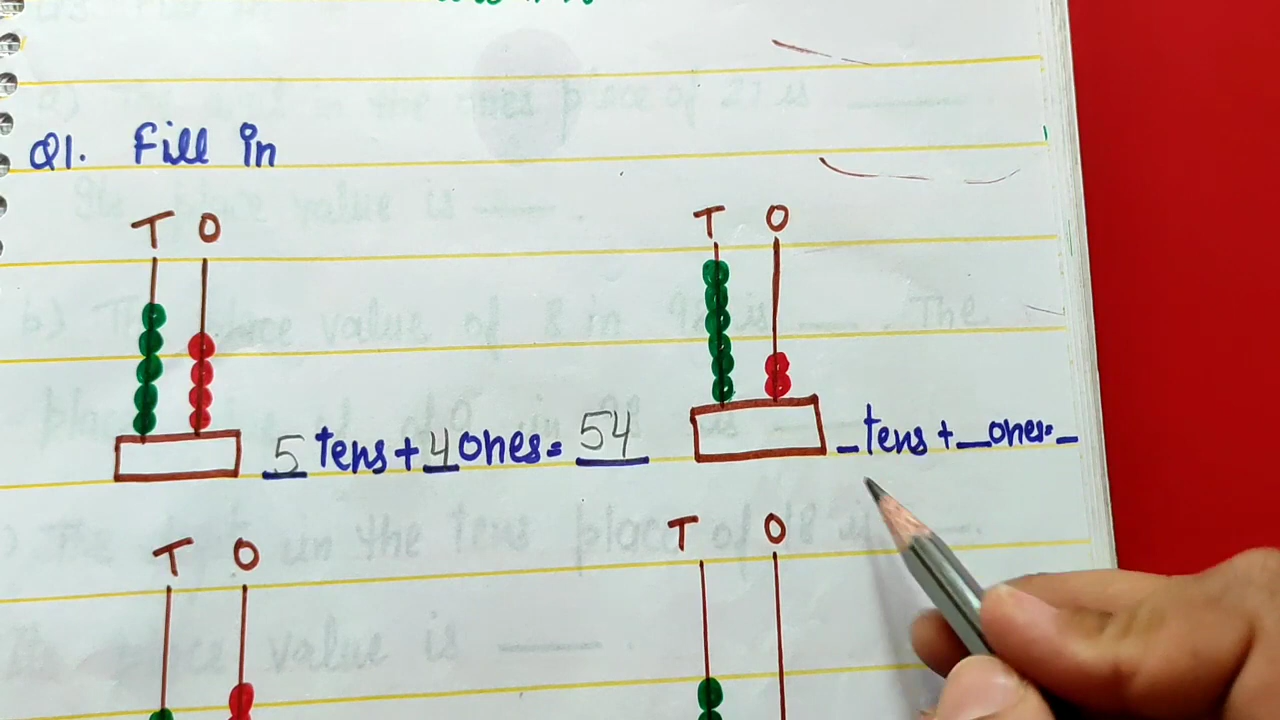 Q1. Fill in
T O
T O
5 tens + 4 ones = 54
_ tens + _ ones = _
T O
T O